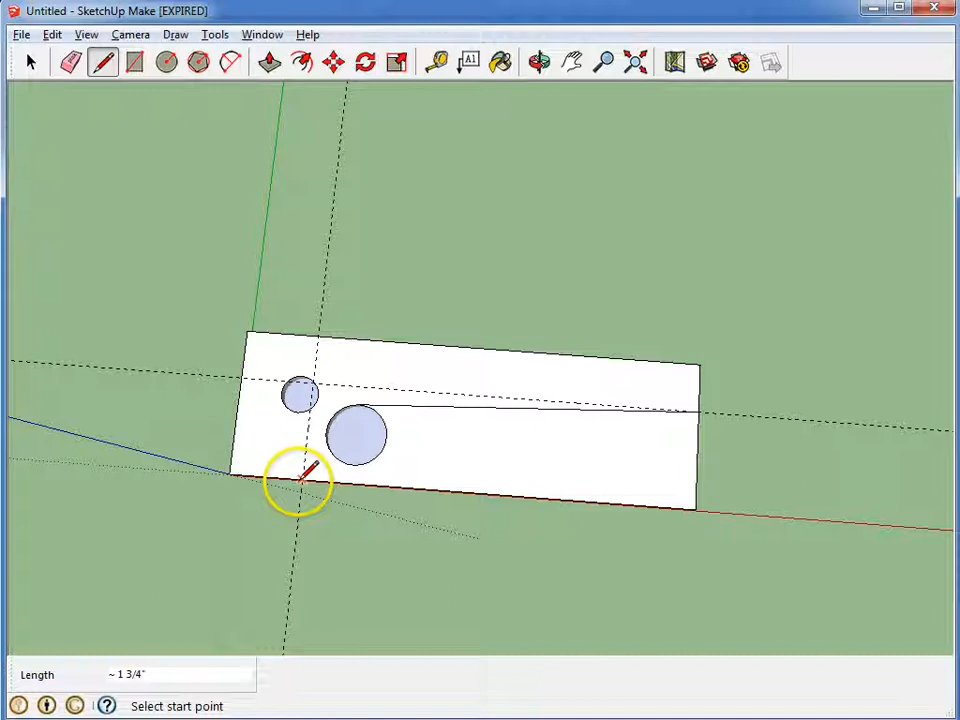 Untitled - SketchUp Make [EXPIRED]
File Edit View Camera Draw Tools Window Help
A1
Length ~ 1 3/4"
Select start point